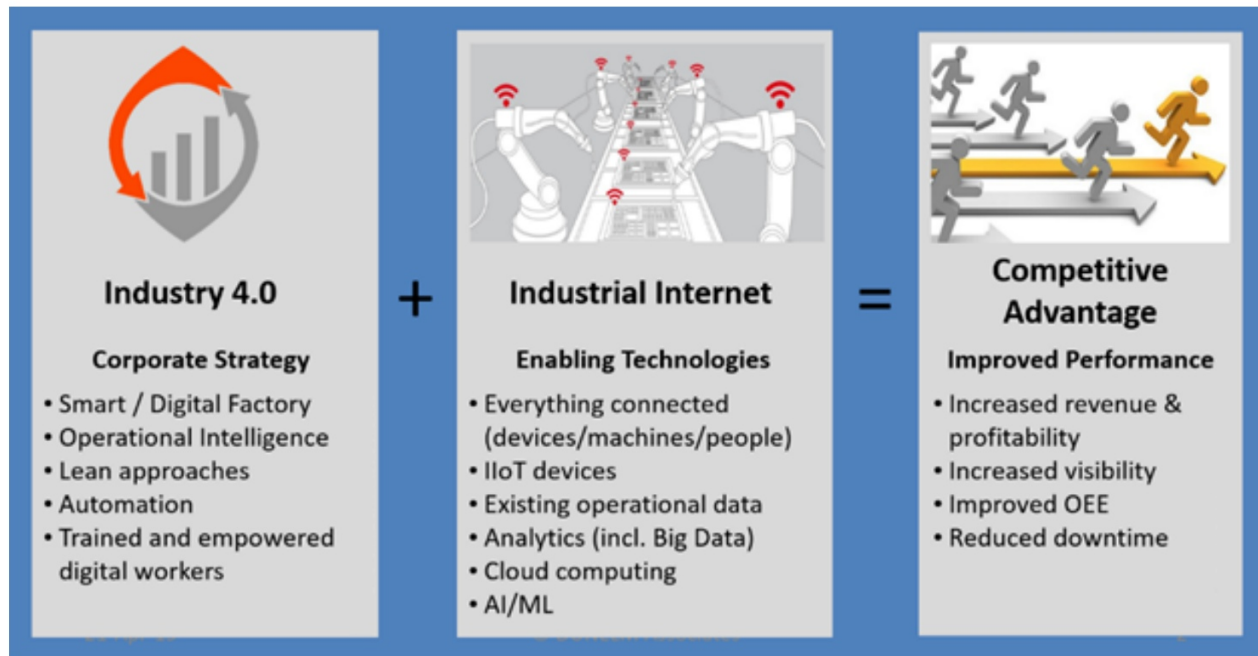 Industry 4.0
Corporate Strategy
• Smart / Digital Factory
• Operational Intelligence
• Lean approaches
• Automation
• Trained and empowered
digital workers
+
Industrial Internet
Enabling Technologies
• Everything connected
(devices/machines/people)
• IIoT devices
• Existing operational data
• Analytics (incl. Big Data)
• Cloud computing
• AI/ML
=
Competitive
Advantage
Improved Performance
• Increased revenue &
profitability
• Increased visibility
• Improved OEE
• Reduced downtime